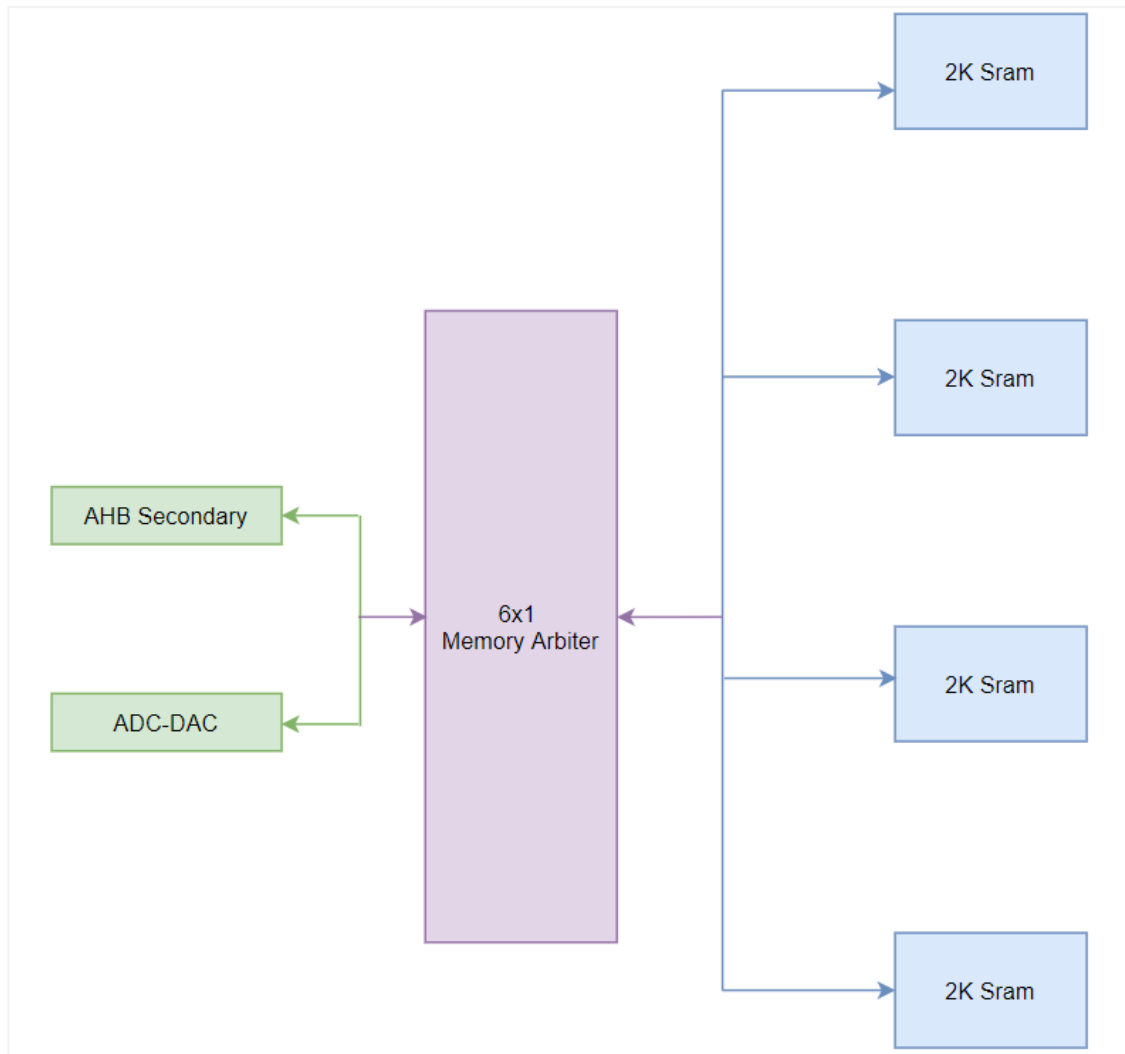 2K Sram
2K Sram
AHB Secondary
6x1
Memory Arbiter
2K Sram
ADC-DAC
2K Sram